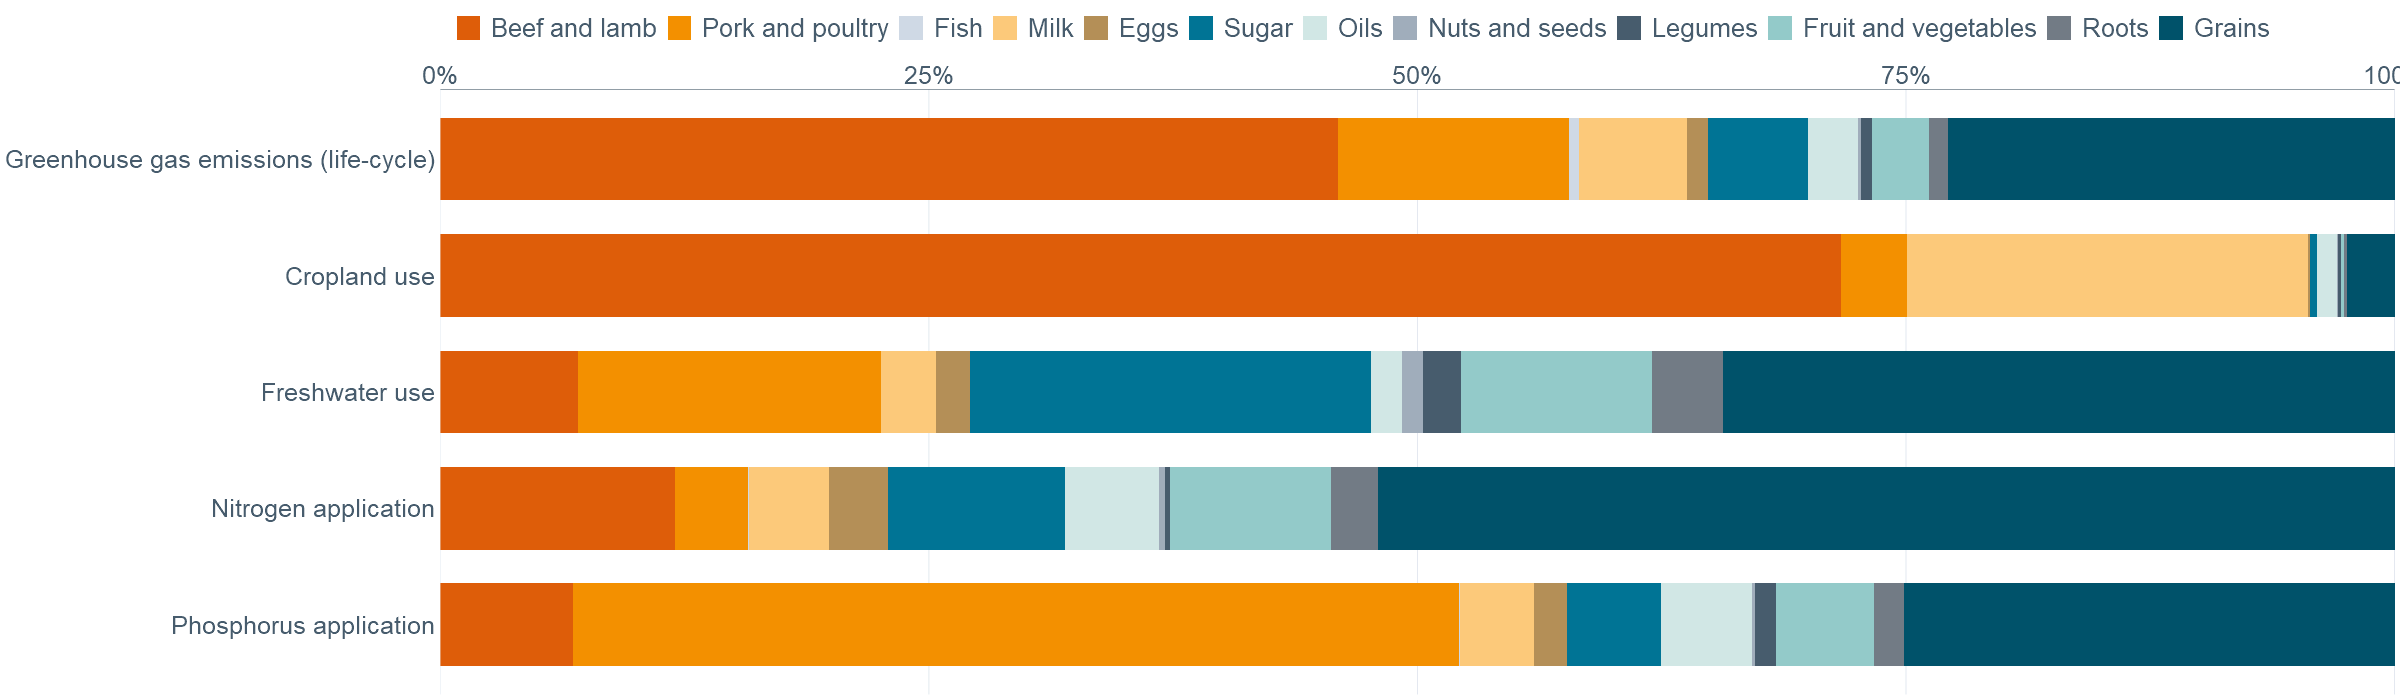 Beef and lamb Pork and poultry Fish Milk Eggs Sugar Oils Nuts and seeds Legumes Fruit and vegetables Roots Grains
0% 25% 50% 75% 100
Greenhouse gas emissions (life-cycle)
Cropland use
Freshwater use
Nitrogen application
Phosphorus application